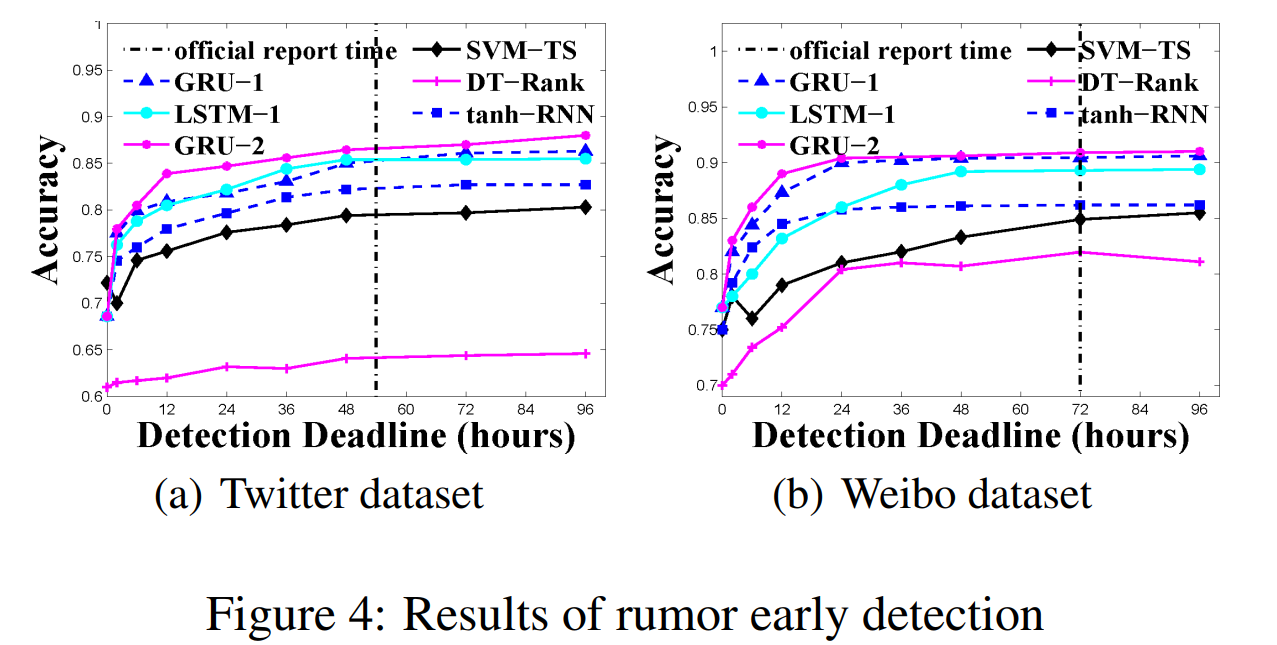 1
0.95
0.9
0.85
0.8
0.75
0.7
0.65
0.6
Accuracy
official report time
GRU−1
LSTM−1
GRU−2
SVM−TS
DT−Rank
tanh−RNN
0 12 24 36 48 60 72 84 96
Detection Deadline (hours)
(a) Twitter dataset
1
0.95
0.9
0.85
0.8
0.75
0.7
Accuracy
official report time
GRU−1
LSTM−1
GRU−2
SVM−TS
DT−Rank
tanh−RNN
0 12 24 36 48 60 72 84 96
Detection Deadline (hours)
(b) Weibo dataset
Figure 4: Results of rumor early detection